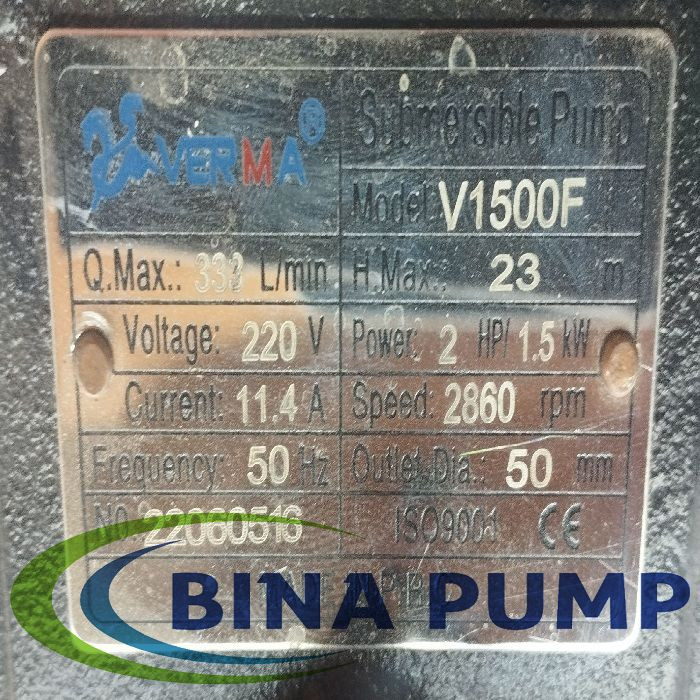 VERMA®
Submersible Pump
Model: V1500F
Q.Max.: 333 L/min H.Max.: 23 m
Voltage: 220 V Power: 2 HP/ 1.5 kW
Current: 11.4 A Speed: 2860 rpm
Frequency: 50 Hz Outlet Dia.: 50 mm
NO. 22060516 ISO9001 CE
BINA PUMP